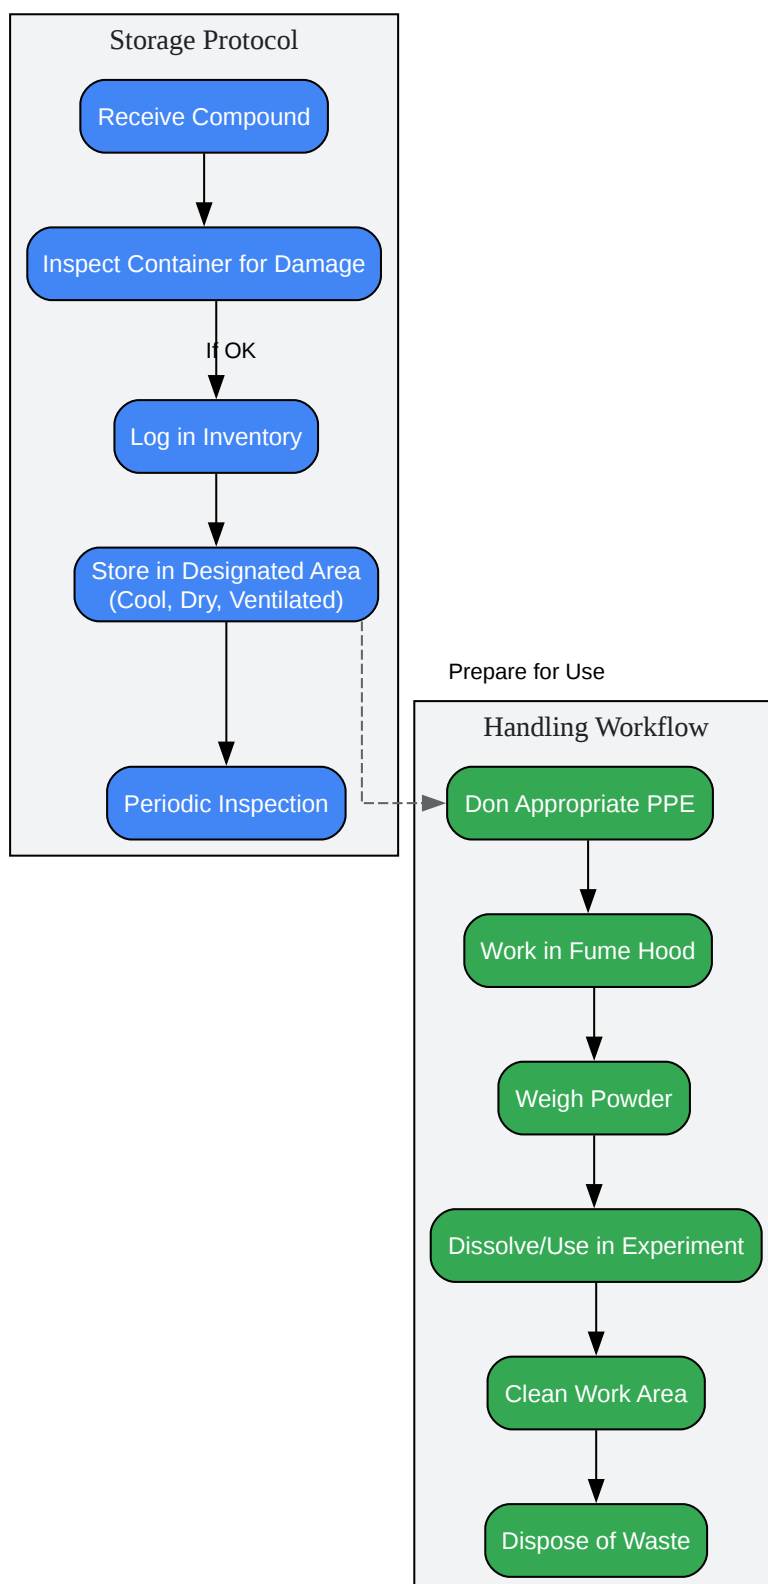 Storage Protocol
Receive Compound
Inspect Container for Damage
If OK
Log in Inventory
Store in Designated Area
(Cool, Dry, Ventilated)
Periodic Inspection
Prepare for Use
Handling Workflow
Don Appropriate PPE
Work in Fume Hood
Weigh Powder
Dissolve/Use in Experiment
Clean Work Area
Dispose of Waste